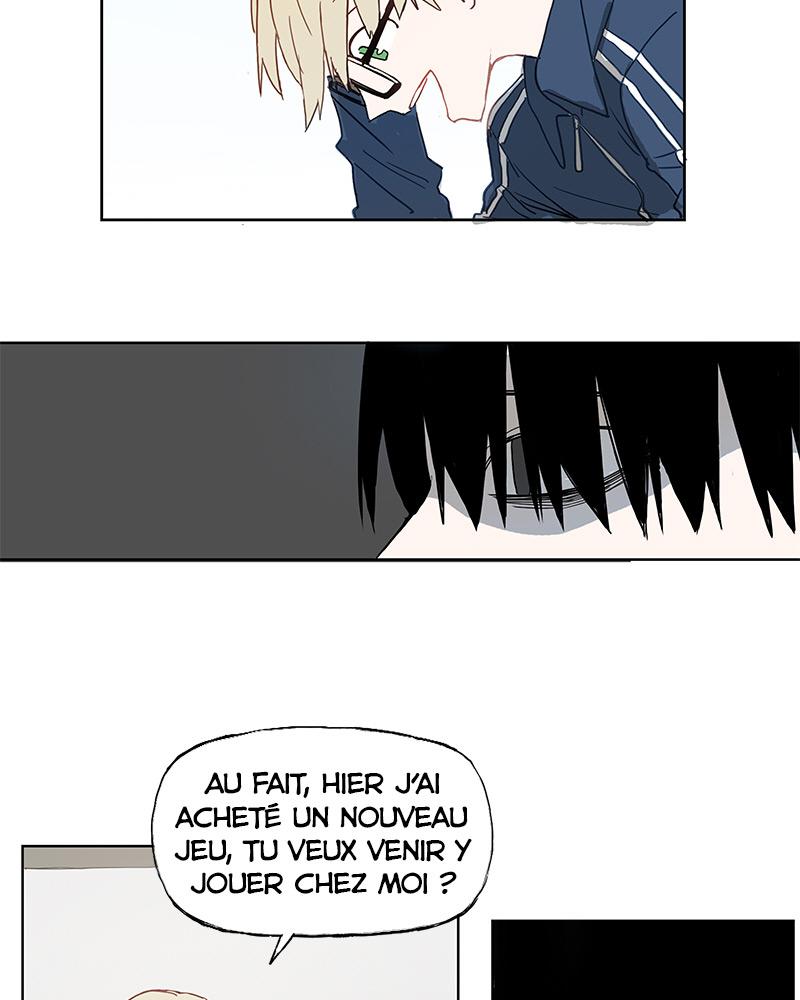 AU FAIT, HIER J'AI
ACHETÉ UN NOUVEAU
JEU, TU VEUX VENIR Y
JOUER CHEZ MOI ?